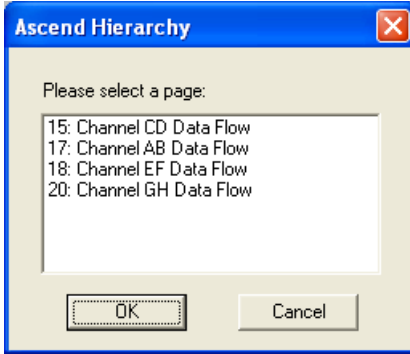 Ascend Hierarchy
Please select a page:
15: Channel CD Data Flow
17: Channel AB Data Flow
18: Channel EF Data Flow
20: Channel GH Data Flow
OK Cancel